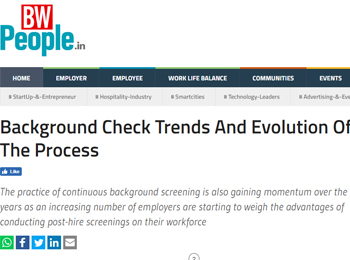 BW
People.in
HOME EMPLOYER EMPLOYEE WORK LIFE BALANCE COMMUNITIES EVENTS
# StartUp-&-Entrepreneur # Hospitality-Industry # Smartcities # Technology-Leaders # Advertising-&-Eve
Background Check Trends And Evolution Of
The Process
Like
The practice of continuous background screening is also gaining momentum over the
years as an increasing number of employers are starting to weigh the advantages of
conducting post-hire screenings on their workforce